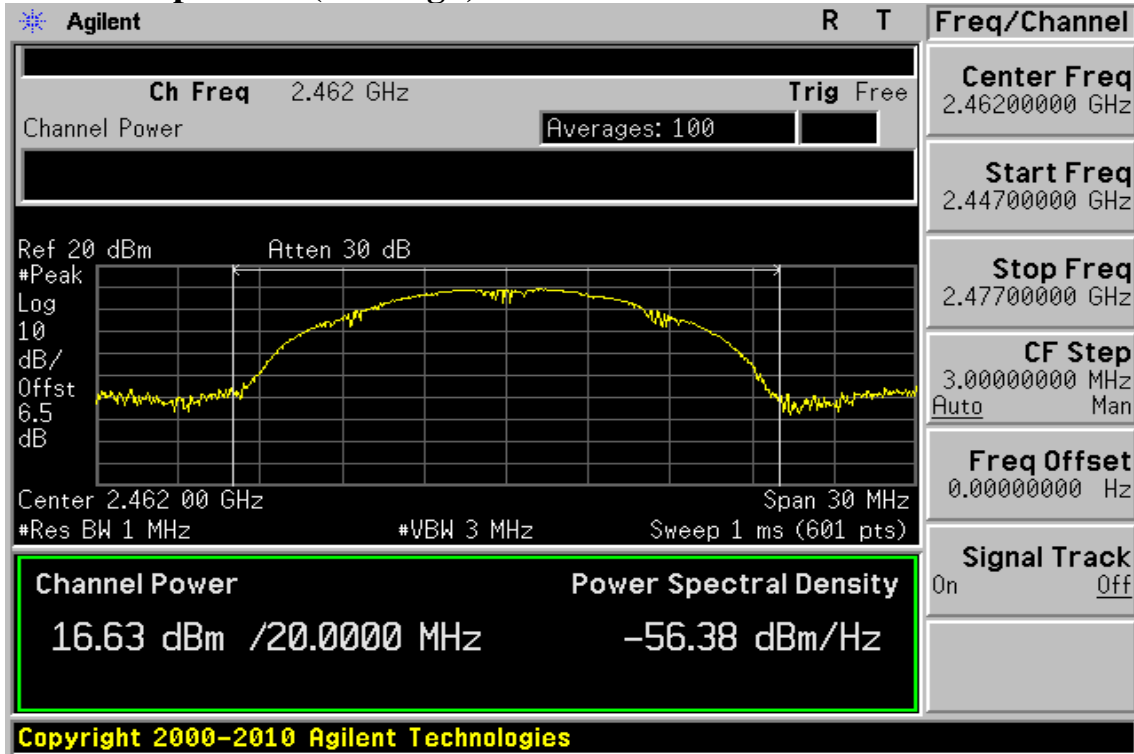 Agilent R T Freq/Channel
Ch Freq 2.462 GHz Trig Free
Channel Power Averages: 100
Center Freq
2.46200000 GHz
Start Freq
2.44700000 GHz
Stop Freq
2.47700000 GHz
CF Step
3.00000000 MHz
Auto Man
Freq Offset
0.00000000 Hz
Signal Track
On Off
Ref 20 dBm Atten 30 dB
#Peak
Log
10
dB/
Offst
6.5
dB
Center 2.462 00 GHz Span 30 MHz
#Res BW 1 MHz #VBW 3 MHz Sweep 1 ms (601 pts)
Channel Power Power Spectral Density
16.63 dBm /20.0000 MHz -56.38 dBm/Hz
Copyright 2000-2010 Agilent Technologies